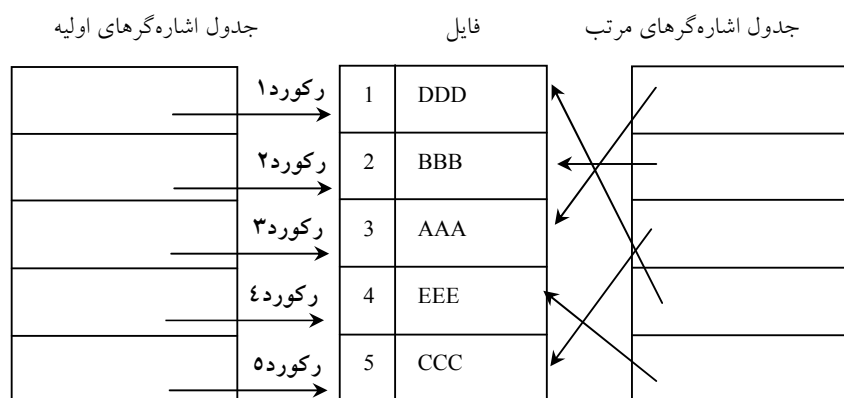 جدول اشاره‌گرهای مرتب فایل جدول اشاره‌گرهای اولیه
رکورد۱ 1 DDD
رکورد۲ 2 BBB
رکورد۳ 3 AAA
رکورد٤ 4 EEE
رکورد٥ 5 CCC